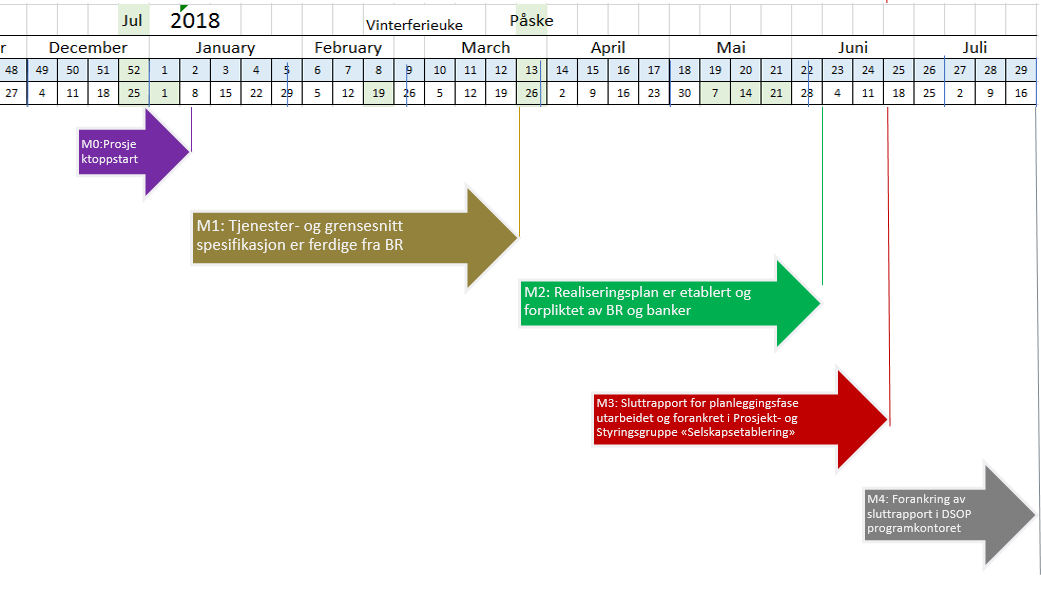 Jul 2018 Vinterferieuke Påske
r December January February March April Mai Juni Juli
48 49 50 51 52 1 2 3 4 5 6 7 8 9 10 11 12 13 14 15 16 17 18 19 20 21 22 23 24 25 26 27 28 29
27 4 11 18 25 1 8 15 22 29 5 12 19 26 5 12 19 26 2 9 16 23 30 7 14 21 28 4 11 18 25 2 9 16
M0:Prosje
ktoppstart
M1: Tjenester- og grensesnitt
spesifikasjon er ferdige fra BR
M2: Realiseringsplan er etablert og
forpliktet av BR og banker
M3: Sluttrapport for planleggingsfase
utarbeidet og forankret i Prosjekt- og
Styringsgruppe «Selskapsetablering»
M4: Forankring av
sluttrapport i DSOP
programkontoret